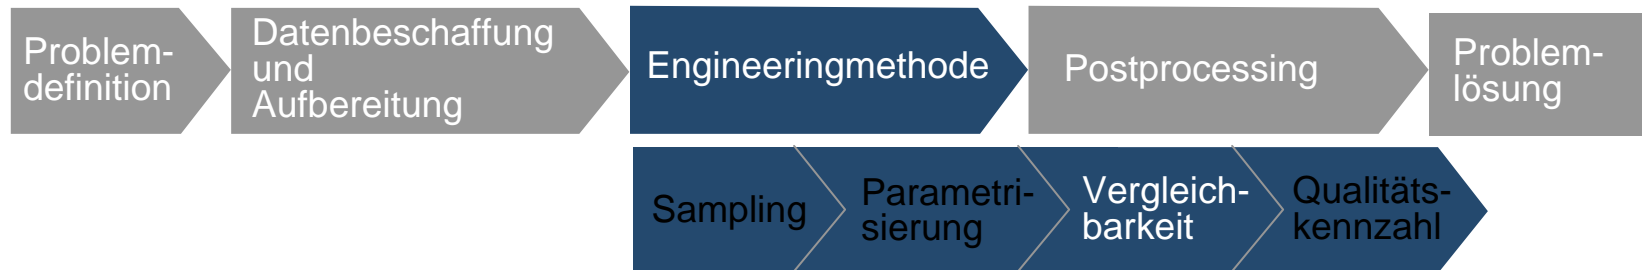 Problem-
definition
Datenbeschaffung
und
Aufbereitung
Engineeringmethode
Postprocessing
Problem-
lösung
Sampling
Parametri-
sierung
Vergleich-
barkeit
Qualitäts-
kennzahl